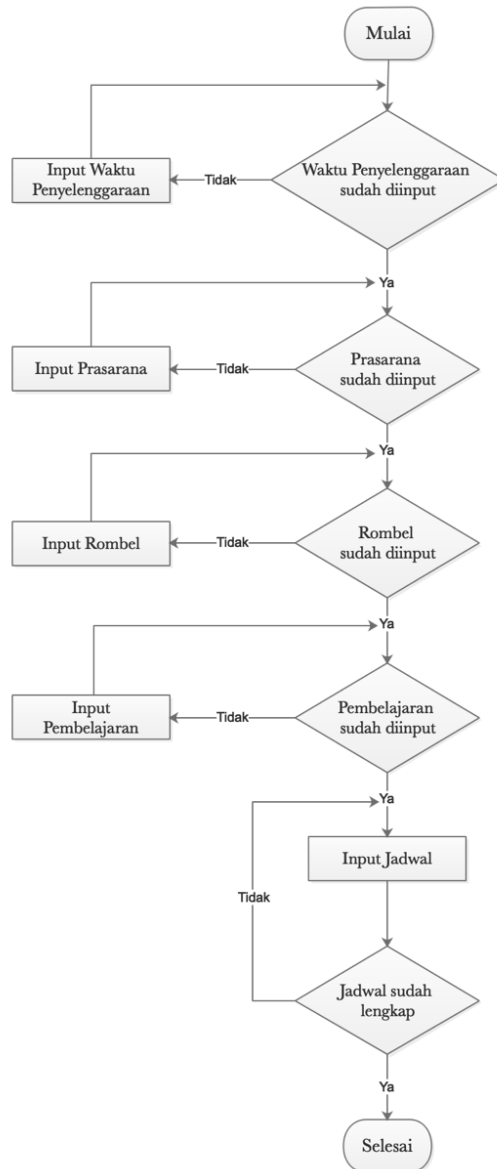 Mulai
Waktu Penyelenggaraan
sudah diinput
Tidak
Input Waktu
Penyelenggaraan
Ya
Prasarana
sudah diinput
Tidak
Input Prasarana
Ya
Rombel
sudah diinput
Tidak
Input Rombel
Ya
Pembelajaran
sudah diinput
Tidak
Input
Pembelajaran
Ya
Input Jadwal
Tidak
Jadwal sudah
lengkap
Ya
Selesai